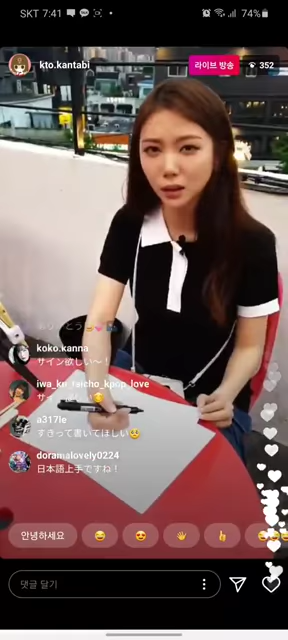 SKT 7:41
74%
kto.kantabi
라이브 방송
352
koko.kanna
サイン欲しい〜!
a317ie
すきって書いてほしい🥺
doramalovely0224
日本語上手ですね！
안녕하세요
댓글 달기